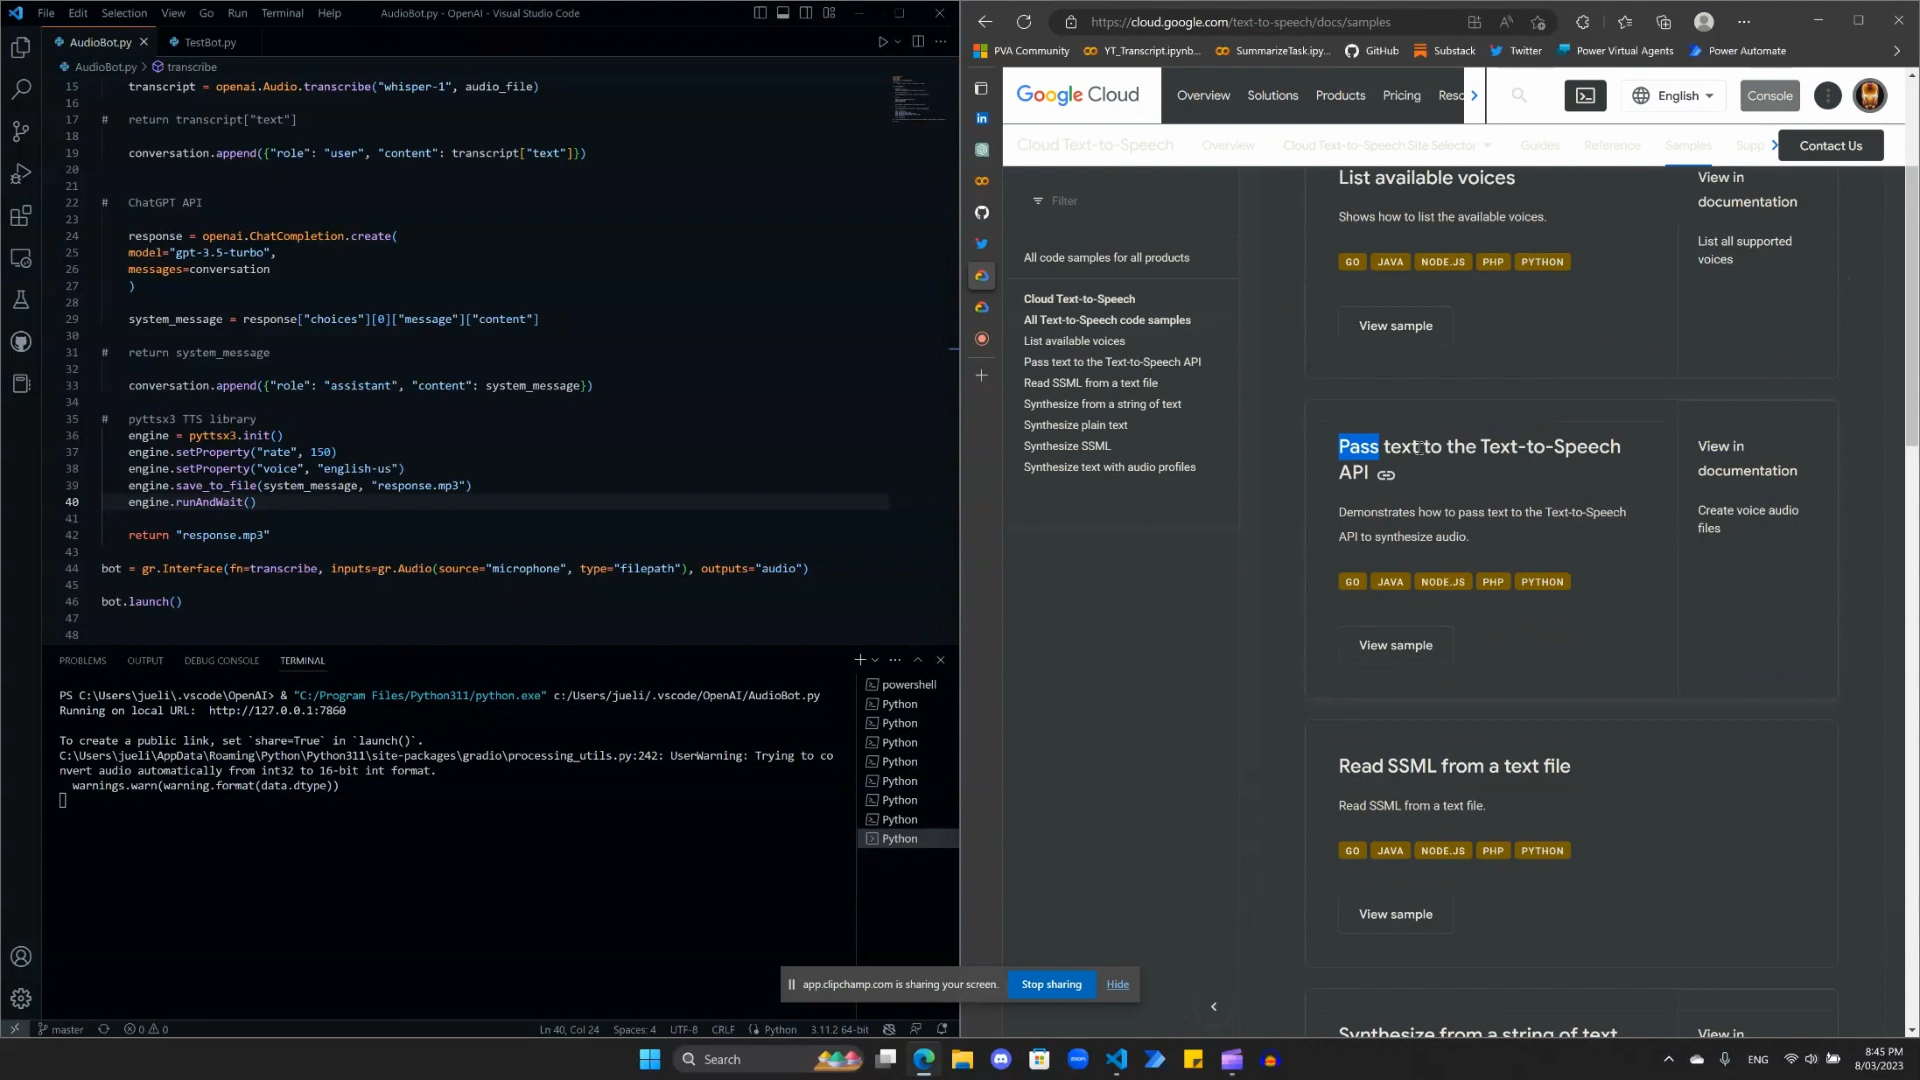 File Edit Selection View Go Run Terminal Help
AudioBot.py - OpenAI - Visual Studio Code
AudioBot.py
TestBot.py
AudioBot.py > transcribe
15 transcript = openai.Audio.transcribe("whisper-1", audio_file)
16
17 # return transcript["text"]
18
19 conversation.append({"role": "user", "content": transcript["text"]})
20
21
22 # ChatGPT API
23
24 response = openai.ChatCompletion.create(
25 model="gpt-3.5-turbo",
26 messages=conversation
27 )
28
29 system_message = response["choices"][0]["message"]["content"]
30
31 # return system_message
32
33 conversation.append({"role": "assistant", "content": system_message})
34
35 # pyttsx3 TTS library
36 engine = pyttsx3.init()
37 engine.setProperty("rate", 150)
38 engine.setProperty("voice", "english-us")
39 engine.save_to_file(system_message, "response.mp3")
40 engine.runAndWait()
41
42 return "response.mp3"
43
44 bot = gr.Interface(fn=transcribe, inputs=gr.Audio(source="microphone", type="filepath"), outputs="audio")
45
46 bot.launch()
47
48
PROBLEMS OUTPUT DEBUG CONSOLE TERMINAL
PS C:\Users\jueli\.vscode\OpenAI> & "C:/Program Files/Python311/python.exe" c:/Users/jueli/.vscode/OpenAI/AudioBot.py
Running on local URL: http://127.0.0.1:7860
To create a public link, set `share=True` in `launch()`.
C:\Users\jueli\AppData\Roaming\Python\Python311\site-packages\gradio\processing_utils.py:242: UserWarning: Trying to co
nvert audio automatically from int32 to 16-bit int format.
warnings.warn(warning.format(data.dtype))
powershell
Python
Python
Python
Python
Python
Python
Python
Python
master
0 0
Ln 40, Col 24 Spaces: 4 UTF-8 CRLF Python 3.11.2 64-bit
https://cloud.google.com/text-to-speech/docs/samples
PVA Community YT_Transcript.ipynb... SummarizeTask.ipy... GitHub Substack Twitter Power Virtual Agents Power Automate
Google Cloud
Overview Solutions Products Pricing Resc
English
Console
Cloud Text-to-Speech
Overview Cloud Text-to-Speech Site Selector Guides Reference Samples Supp
Contact Us
Filter
All code samples for all products
Cloud Text-to-Speech
All Text-to-Speech code samples
List available voices
Pass text to the Text-to-Speech API
Read SSML from a text file
Synthesize from a string of text
Synthesize plain text
Synthesize SSML
Synthesize text with audio profiles
List available voices
Shows how to list the available voices.
GO JAVA NODE.JS PHP PYTHON
View sample
View in
documentation
List all supported
voices
Pass text to the Text-to-Speech
API
Demonstrates how to pass text to the Text-to-Speech
API to synthesize audio.
GO JAVA NODE.JS PHP PYTHON
View sample
View in
documentation
Create voice audio
files
Read SSML from a text file
Read SSML from a text file.
GO JAVA NODE.JS PHP PYTHON
View sample
Synthesize from a string of text
View in
app.clipchamp.com is sharing your screen. Stop sharing Hide
Search
ENG
8:45 PM
8/03/2023